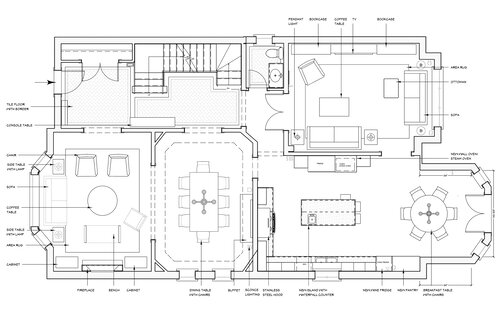 PENDANT
LIGHT
BOOKCASE
COFFEE
TABLE
TV
BOOKCASE
AREA RUG
OTTOMAN
SOFA
NEW WALL OVEN
STEAM OVEN
TILE FLOOR
WITH BORDER
CONSOLE TABLE
CHAIR
SIDE TABLE
WITH LAMP
SOFA
COFFEE
TABLE
SIDE TABLE
WITH LAMP
AREA RUG
CABINET
FIREPLACE
BENCH
CABINET
DINING TABLE
WITH CHAIRS
BUFFET
SCONCE
LIGHTING
STAINLESS
STEEL HOOD
NEW ISLAND WITH
WATERFALL COUNTER
NEW WINE FRIDGE
NEW PANTRY
BREAKFAST TABLE
WITH CHAIRS